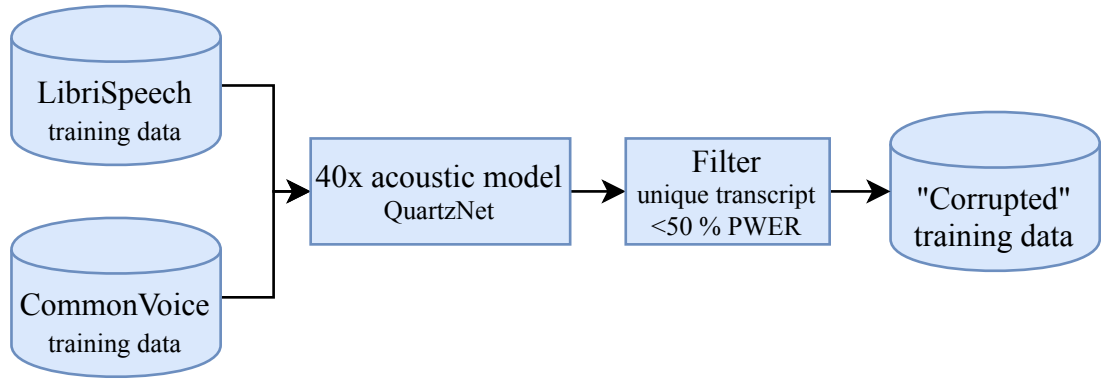 LibriSpeech
training data
CommonVoice
training data
40x acoustic model
QuartzNet
Filter
unique transcript
<50 % PWER
"Corrupted"
training data